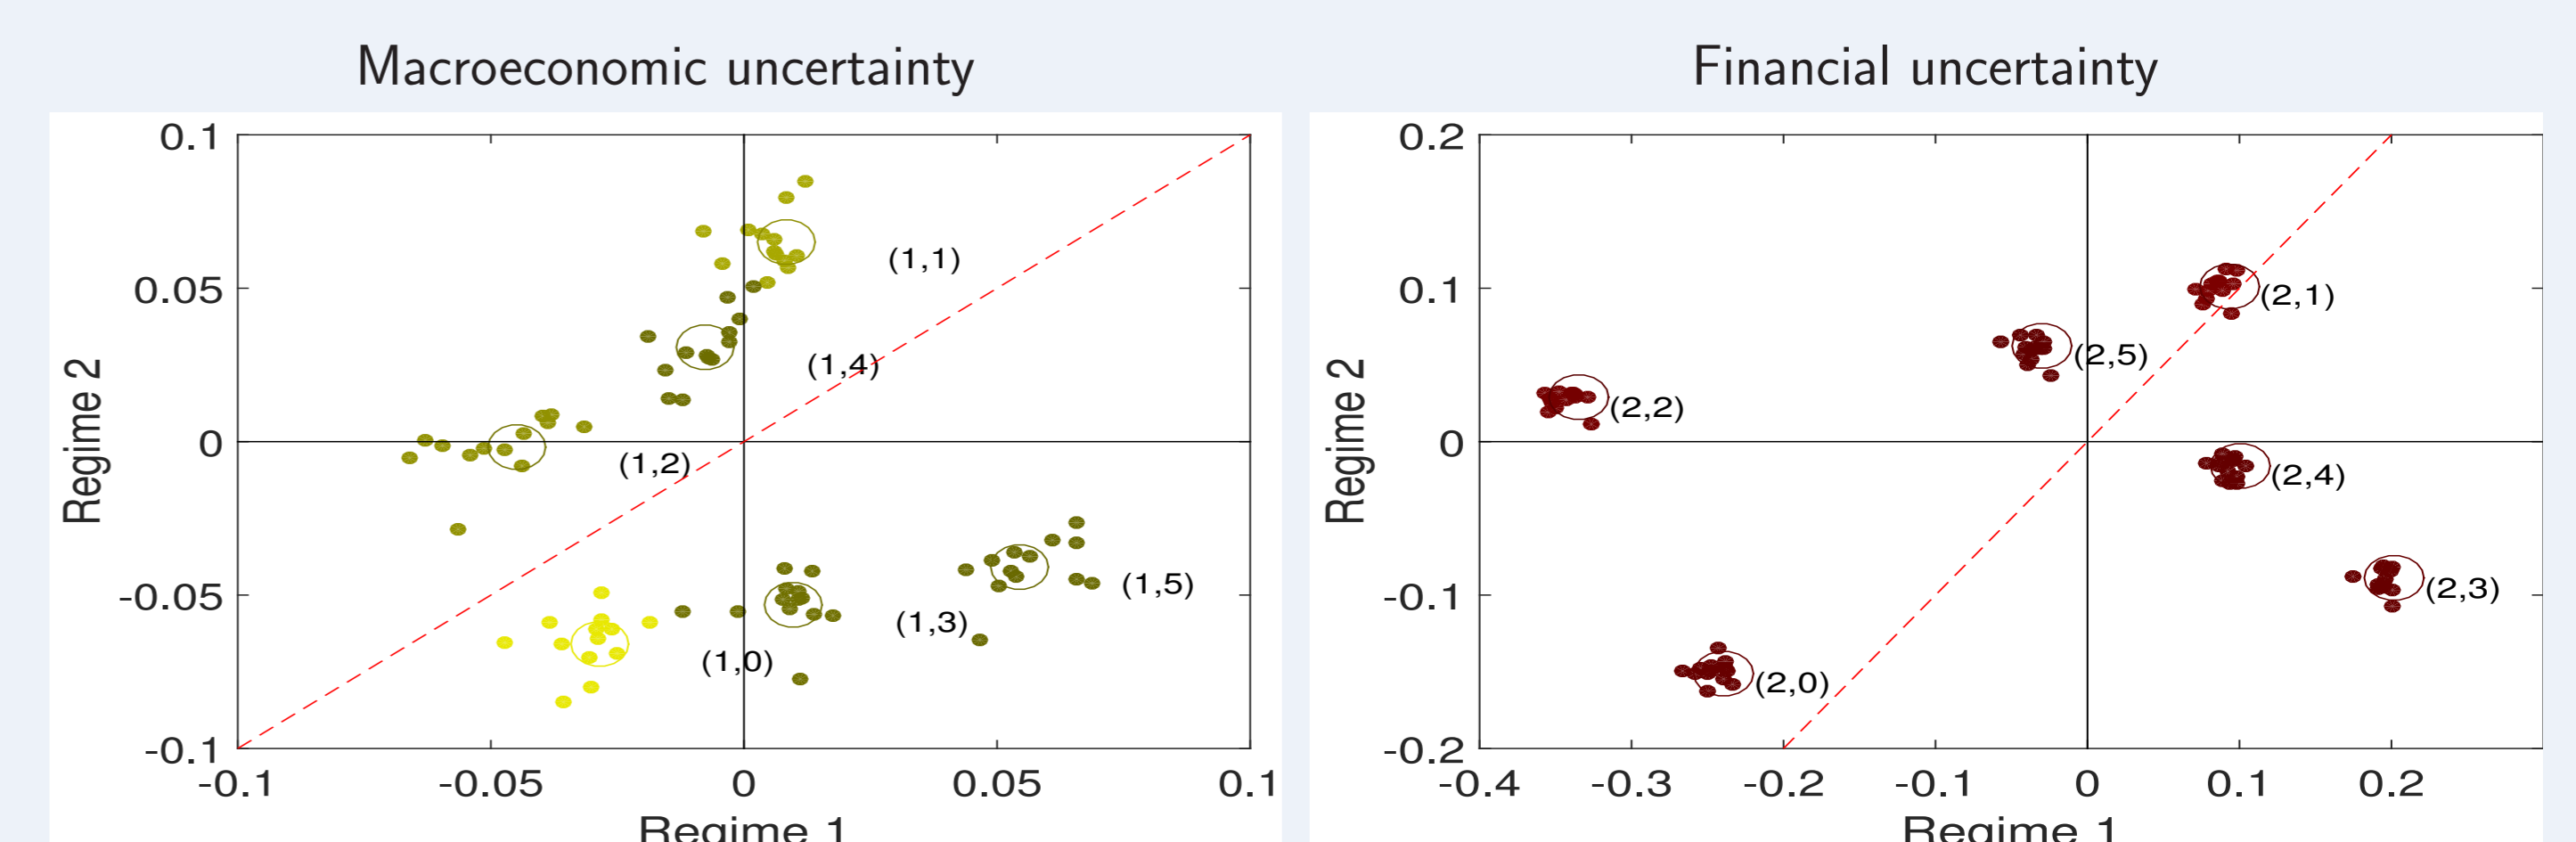 Macroeconomic uncertainty
Financial uncertainty
0.1
0.05
0
-0.05
-0.1
Regime 2
(1,1)
(1,4)
(1,2)
(1,5)
(1,3)
(1,0)
-0.1 -0.05 0 0.05 0.1
Regime 1
0.2
0.1
0
-0.1
-0.2
Regime 2
(2,1)
(2,5)
(2,2)
(2,4)
(2,3)
(2,0)
-0.4 -0.3 -0.2 -0.1 0 0.1 0.2
Regime 1